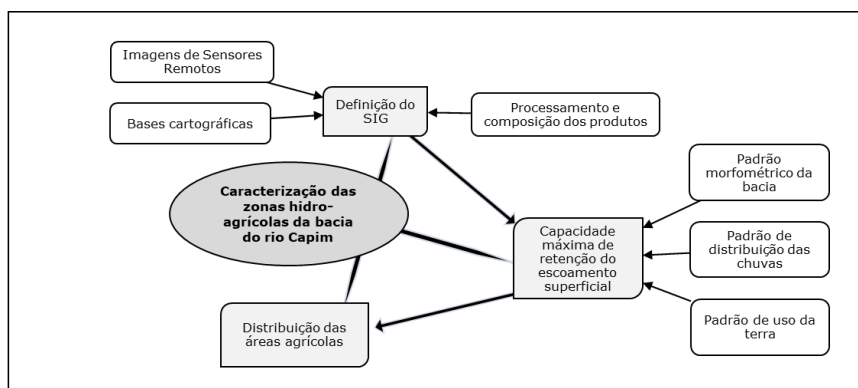 Imagens de Sensores
Remotos
Bases cartográficas
Definição do
SIG
Processamento e
composição dos produtos
Caracterização das
zonas hidro-
agrícolas da bacia
do rio Capim
Padrão
morfométrico da
bacia
Capacidade
máxima de
retenção do
escoamento
superficial
Padrão de
distribuição das
chuvas
Padrão de uso da
terra
Distribuição das
áreas agrícolas